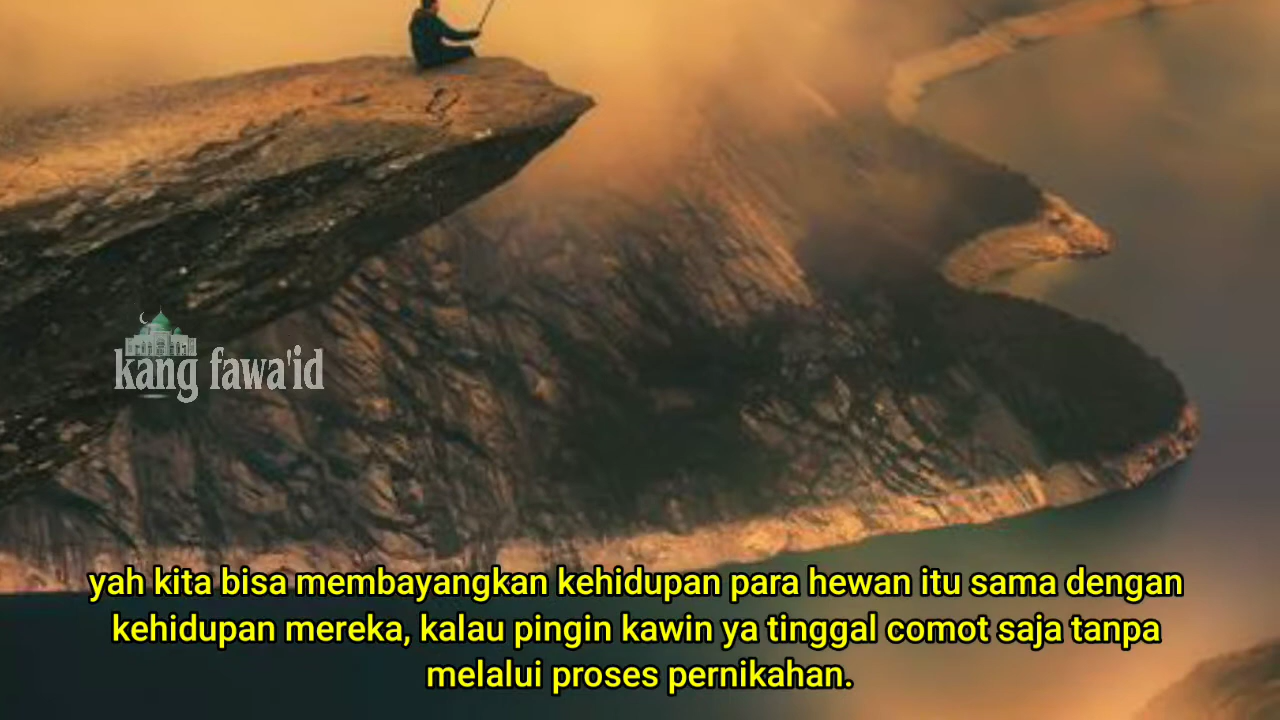 kang fawa'id
yah kita bisa membayangkan kehidupan para hewan itu sama dengan
kehidupan mereka, kalau pingin kawin ya tinggal comot saja tanpa
melalui proses pernikahan.